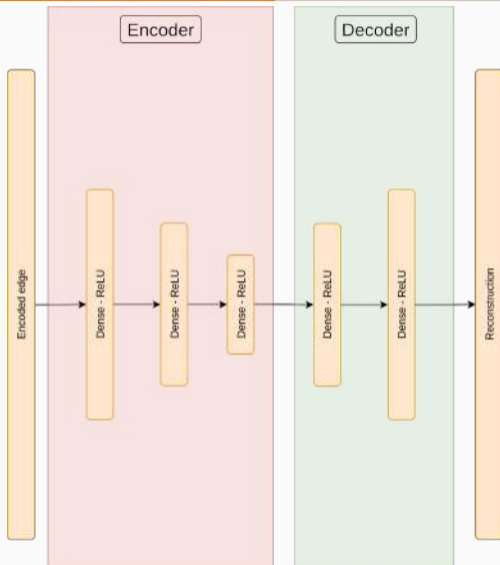 Encoder
Decoder
Encoded edge
Dense - ReLU
Dense - ReLU
Dense - ReLU
Dense - ReLU
Dense - ReLU
Reconstruction